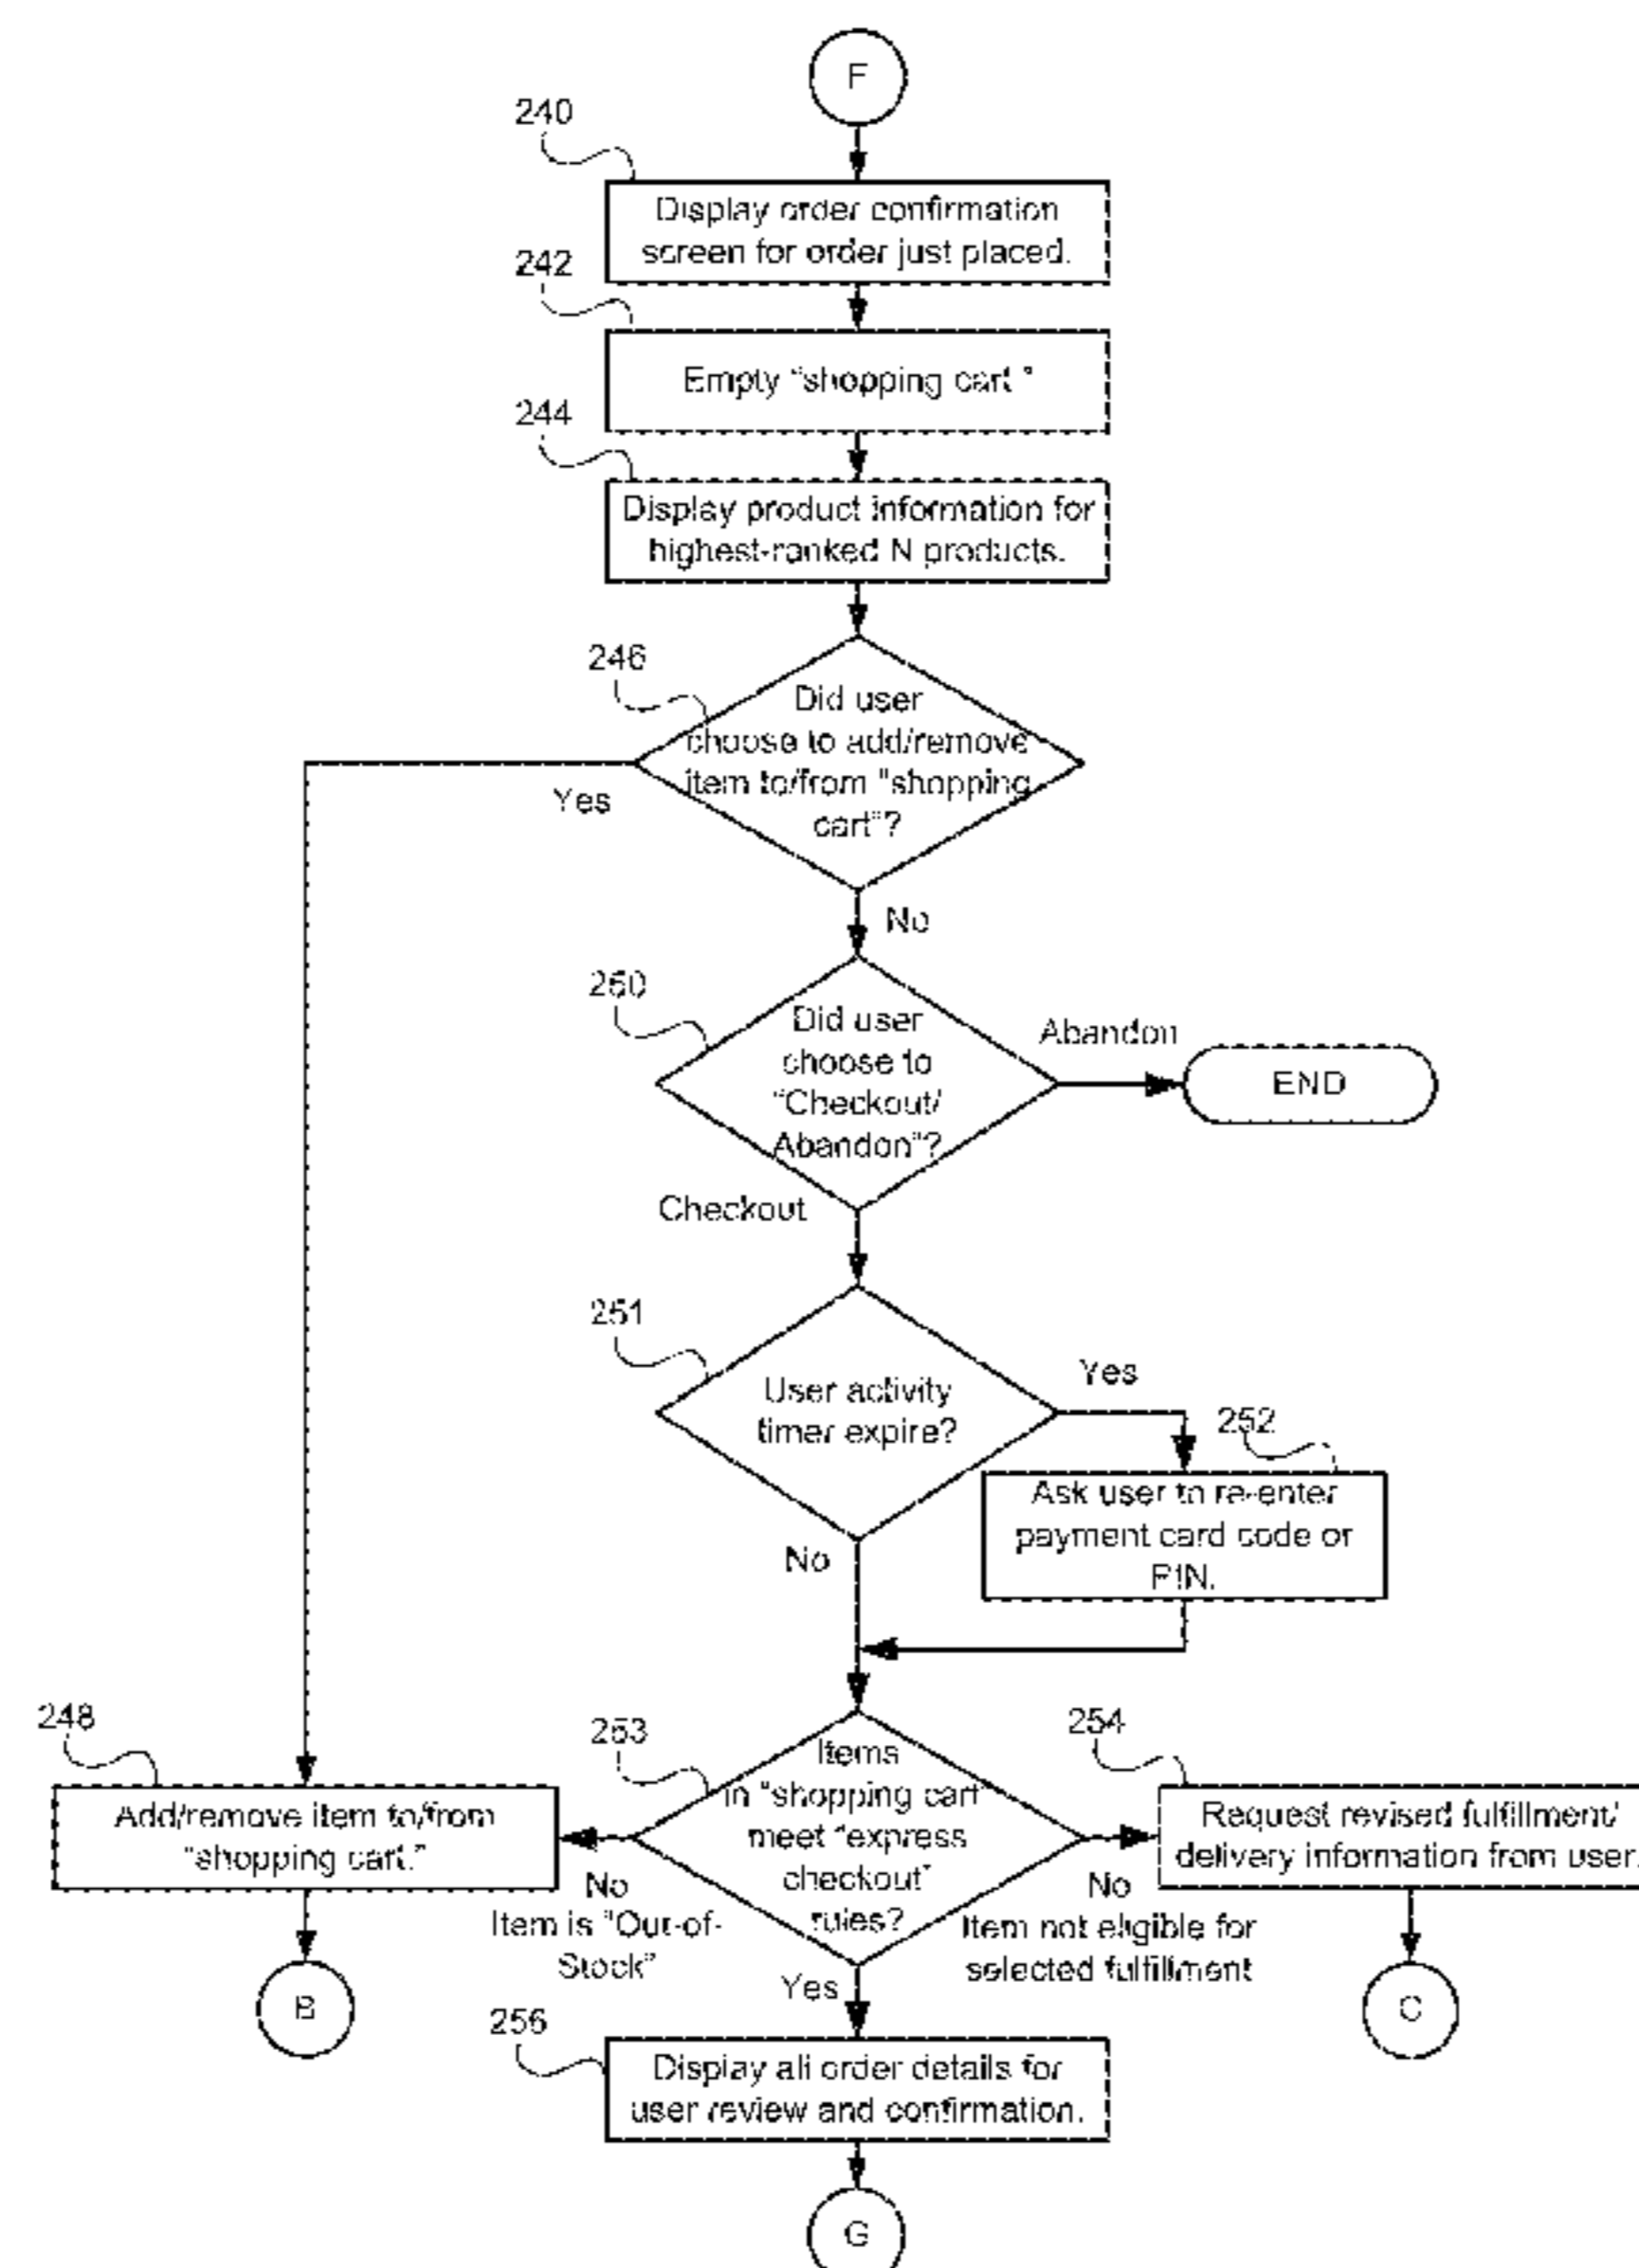 F
240
Display order confirmation
screen for order just placed.
242
Empty “shopping cart.”
244
Display product information for
highest-ranked N products.
246
Did user
choose to add/remove
item to/from “shopping
cart”?
Yes
No
250
Did user
choose to
“Checkout/
Abandon”?
Abandon
END
Checkout
251
User activity
timer expire?
Yes
252
Ask user to re-enter
payment card code or
PIN.
No
248
Add/remove item to/from
“shopping cart.”
253
Items
in “shopping cart”
meet “express
checkout”
rules?
254
Request revised fulfillment/
delivery information from user.
No
Item is “Out-of-
Stock”
No
Item not eligible for
selected fulfillment
Yes
B
C
256
Display all order details for
user review and confirmation.
G